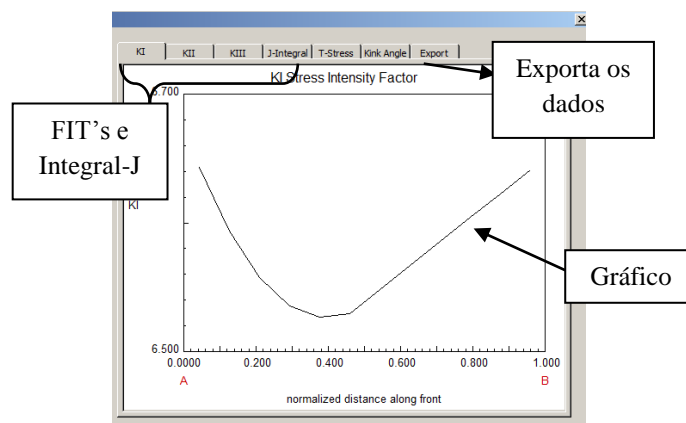 KI KII KIII J-Integral T-Stress Kink Angle Export
KI Stress Intensity Factor
Exporta os
dados
FIT's e
Integral-J
Gráfico
.700
KI
6.500
0.0000 0.200 0.400 0.600 0.800 1.000
A B
normalized distance along front